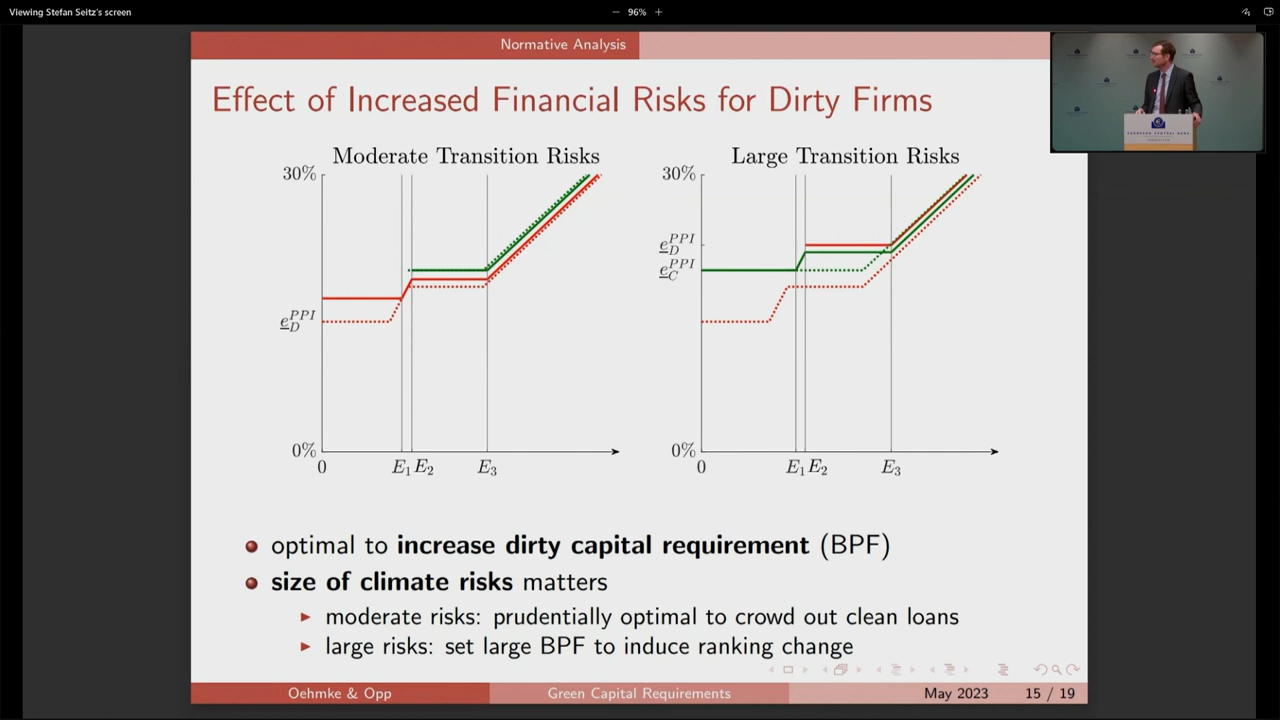 Viewing Stefan Seitz's screen
− 96% +
Normative Analysis
Effect of Increased Financial Risks for Dirty Firms
Moderate Transition Risks
30%
e_D^PPI
0%
0 E₁ E₂ E₃
Large Transition Risks
30%
e_D^PPI
e_C^PPI
0%
0 E₁ E₂ E₃
optimal to increase dirty capital requirement (BPF)
size of climate risks matters
moderate risks: prudentially optimal to crowd out clean loans
large risks: set large BPF to induce ranking change
Oehmke & Opp Green Capital Requirements May 2023 15 / 19
EUROPEAN CENTRAL BANK